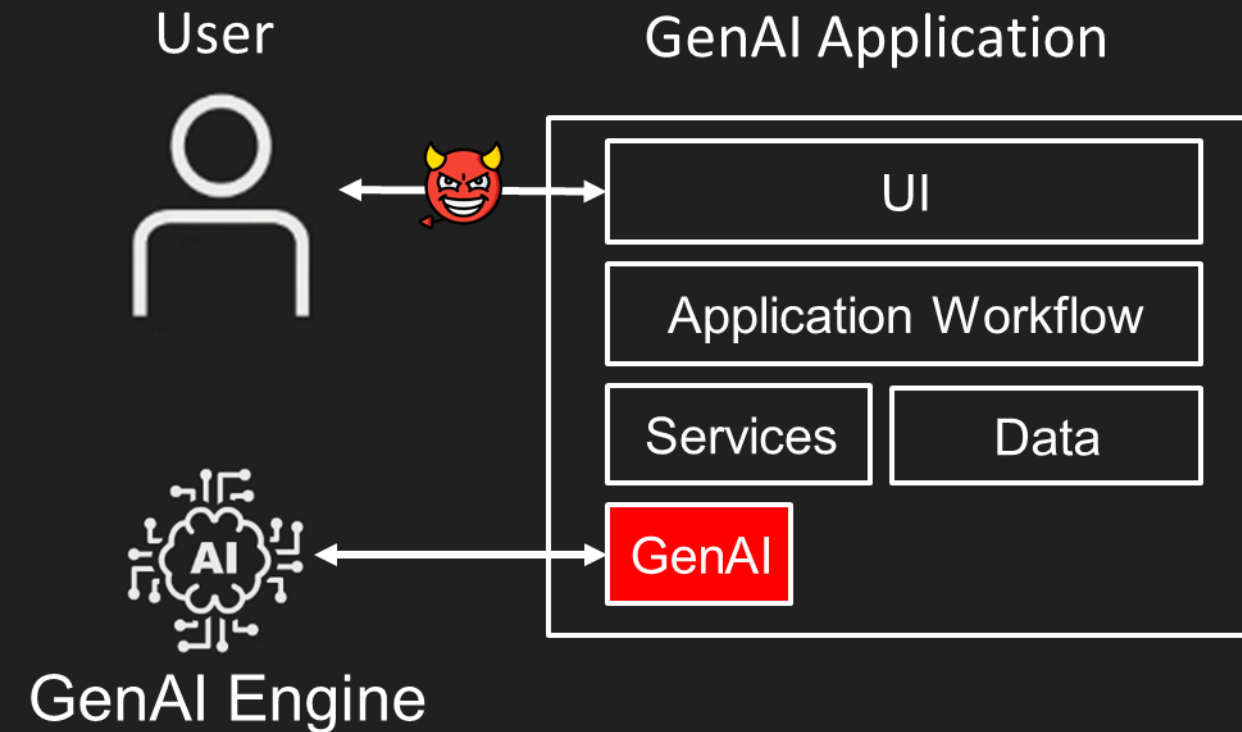 User
GenAI Application
UI
Application Workflow
Services
Data
AI
GenAI
GenAI Engine